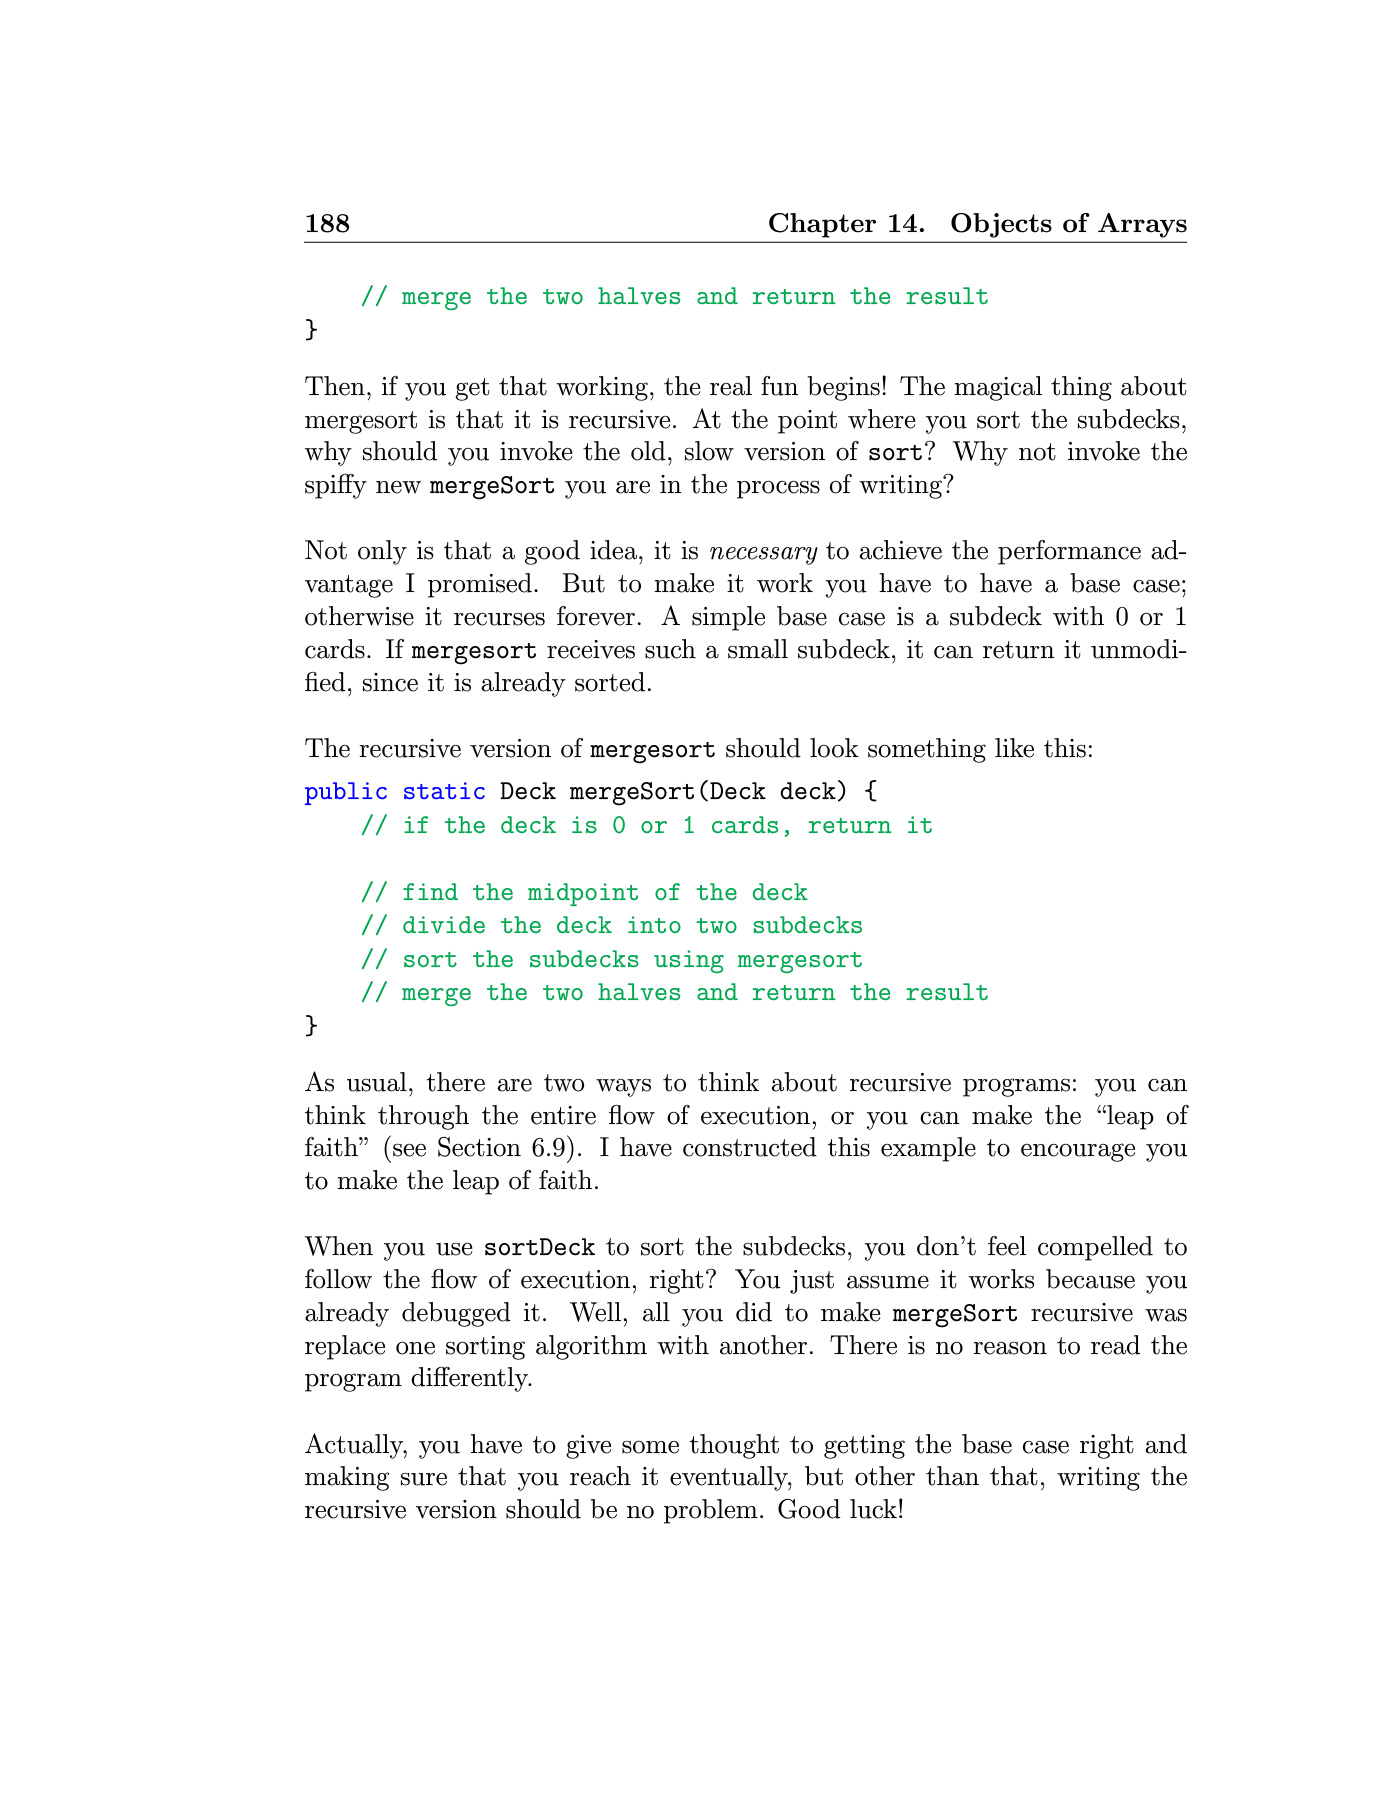 188 Chapter 14. Objects of Arrays
// merge the two halves and return the result
}
Then, if you get that working, the real fun begins! The magical thing about
mergesort is that it is recursive. At the point where you sort the subdecks,
why should you invoke the old, slow version of sort? Why not invoke the
spiffy new mergeSort you are in the process of writing?
Not only is that a good idea, it is necessary to achieve the performance ad-
vantage I promised. But to make it work you have to have a base case;
otherwise it recurses forever. A simple base case is a subdeck with 0 or 1
cards. If mergesort receives such a small subdeck, it can return it unmodi-
fied, since it is already sorted.
The recursive version of mergesort should look something like this:
public static Deck mergeSort(Deck deck) {
// if the deck is 0 or 1 cards, return it
// find the midpoint of the deck
// divide the deck into two subdecks
// sort the subdecks using mergesort
// merge the two halves and return the result
}
As usual, there are two ways to think about recursive programs: you can
think through the entire flow of execution, or you can make the “leap of
faith” (see Section 6.9). I have constructed this example to encourage you
to make the leap of faith.
When you use sortDeck to sort the subdecks, you don’t feel compelled to
follow the flow of execution, right? You just assume it works because you
already debugged it. Well, all you did to make mergeSort recursive was
replace one sorting algorithm with another. There is no reason to read the
program differently.
Actually, you have to give some thought to getting the base case right and
making sure that you reach it eventually, but other than that, writing the
recursive version should be no problem. Good luck!